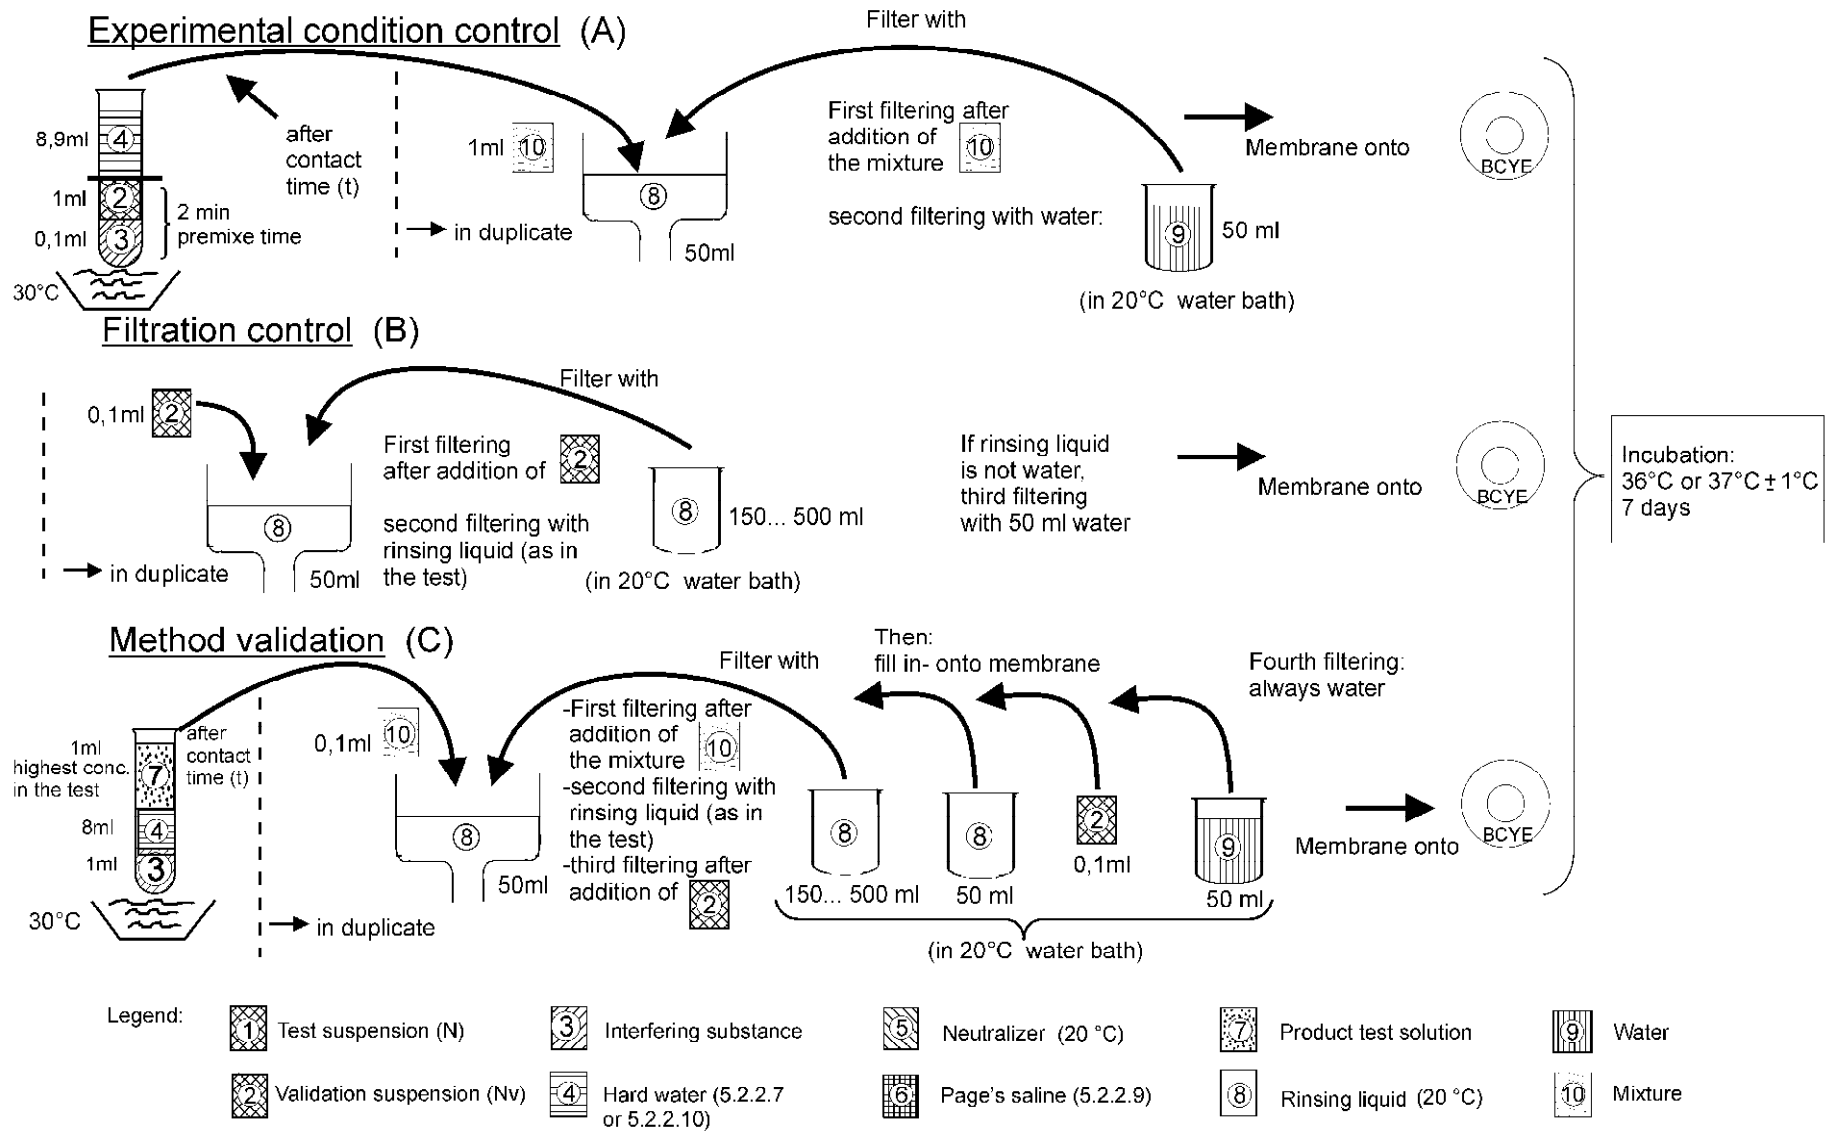 Experimental condition control (A)
Filter with
8,9ml
4
1ml
2
0,1ml
3
2 min
premixe time
30°C
after
contact
time (t)
1ml
10
in duplicate
8
50ml
First filtering after
addition of
the mixture
10
second filtering with water:
9
50 ml
(in 20°C water bath)
Membrane onto
BCYE
Filtration control (B)
0,1ml
2
in duplicate
8
50ml
Filter with
First filtering
after addition of
2
second filtering with
rinsing liquid (as in
the test)
8
150... 500 ml
(in 20°C water bath)
If rinsing liquid
is not water,
third filtering
with 50 ml water
Membrane onto
BCYE
Incubation:
36°C or 37°C ± 1°C
7 days
Method validation (C)
1ml
highest conc.
in the test
7
8ml
4
1ml
3
30°C
after
contact
time (t)
0,1ml
10
in duplicate
8
50ml
Filter with
-First filtering after
addition of
the mixture
10
-second filtering with
rinsing liquid (as in
the test)
-third filtering after
addition of
2
Then:
fill in- onto membrane
8
150... 500 ml
8
50 ml
2
0,1ml
9
50 ml
(in 20°C water bath)
Fourth filtering:
always water
Membrane onto
BCYE
Legend:
1 Test suspension (N)
3 Interfering substance
5 Neutralizer (20 °C)
7 Product test solution
9 Water
2 Validation suspension (Nv)
4 Hard water (5.2.2.7
or 5.2.2.10)
6 Page's saline (5.2.2.9)
8 Rinsing liquid (20 °C)
10 Mixture